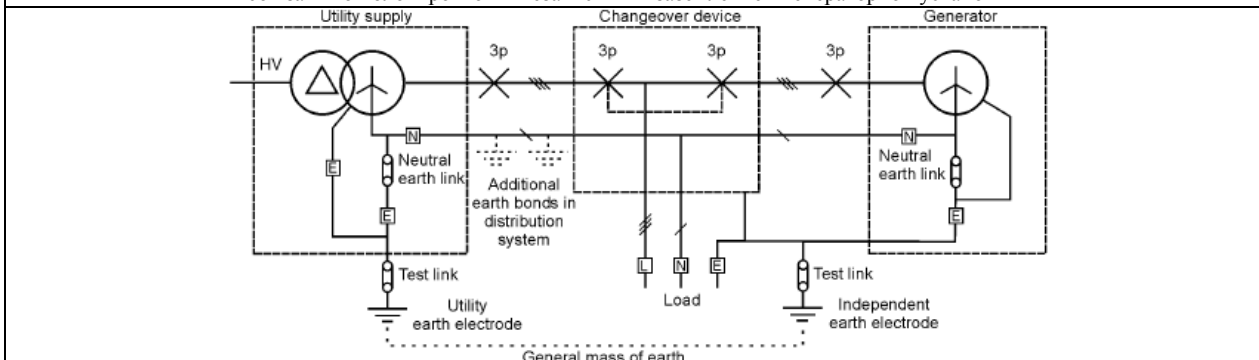 Utility supply
Changeover device
Generator
HV
3p
3p
3p
3p
N
N
E
Neutral
earth link
Neutral
earth link
Additional
earth bonds in
distribution
system
E
E
Test link
L
N
E
Test link
Load
Utility
earth electrode
Independent
earth electrode
General mass of earth